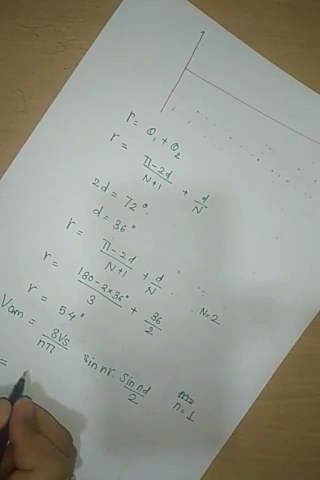 r = θ₁ + θ₂
r = π-2d/N+1 + d/N
2d = 72°.
d = 36°
r = π-2d/N+1 + d/N. N=2
r = 180-2×36°/3 + 36/2
r = 54°
Vom = 8Vs/nπ sin nr. sin nd/2 n=1
=